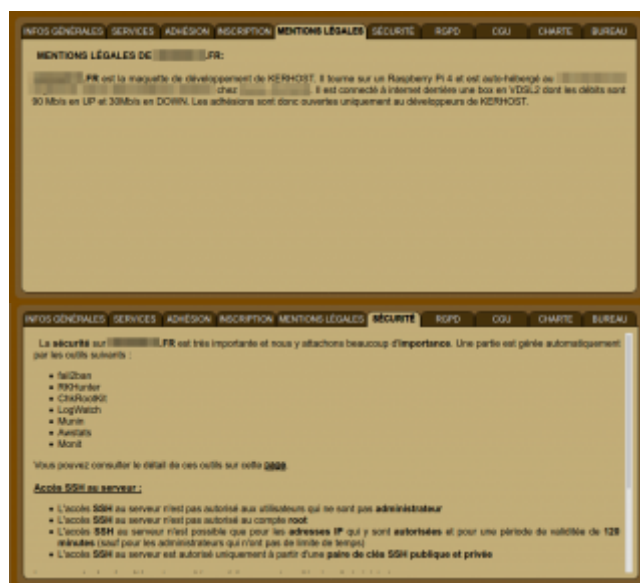 INFOS GÉNÉRALES SERVICES ADHÉSION INSCRIPTION MENTIONS LÉGALES SÉCURITÉ RGPD CGU CHARTE BUREAU
MENTIONS LÉGALES DE .FR:
.FR est la maquette de développement de KERHOST. Il tourne sur un Raspberry Pi 4 et est auto-hébergé au
chez . Il est connecté à internet derrière une box en VDSL2 dont les débits sont
90 Mb/s en UP et 30Mb/s en DOWN. Les adhésions sont donc ouvertes uniquement au développeurs de KERHOST.
INFOS GÉNÉRALES SERVICES ADHÉSION INSCRIPTION MENTIONS LÉGALES SÉCURITÉ RGPD CGU CHARTE BUREAU
La sécurité sur .FR est très importante et nous y attachons beaucoup d'importance. Une partie est gérée automatiquement
par les outils suivants :
fail2ban
RKHunter
ChkRootKit
LogWatch
Munin
Awstats
Monit
Vous pouvez consulter le détail de ces outils sur cette page.
Accès SSH au serveur :
L'accès SSH au serveur n'est pas autorisé aux utilisateurs qui ne sont pas administrateur
L'accès SSH au serveur n'est pas autorisé au compte root
L'accès SSH au serveur n'est possible que pour les adresses IP qui y sont autorisées et pour une période de validitée de 120
minutes (sauf pour les administrateurs qui n'ont pas de limite de temps)
L'accès SSH au serveur est autorisé uniquement à partir d'une paire de clés SSH publique et privée